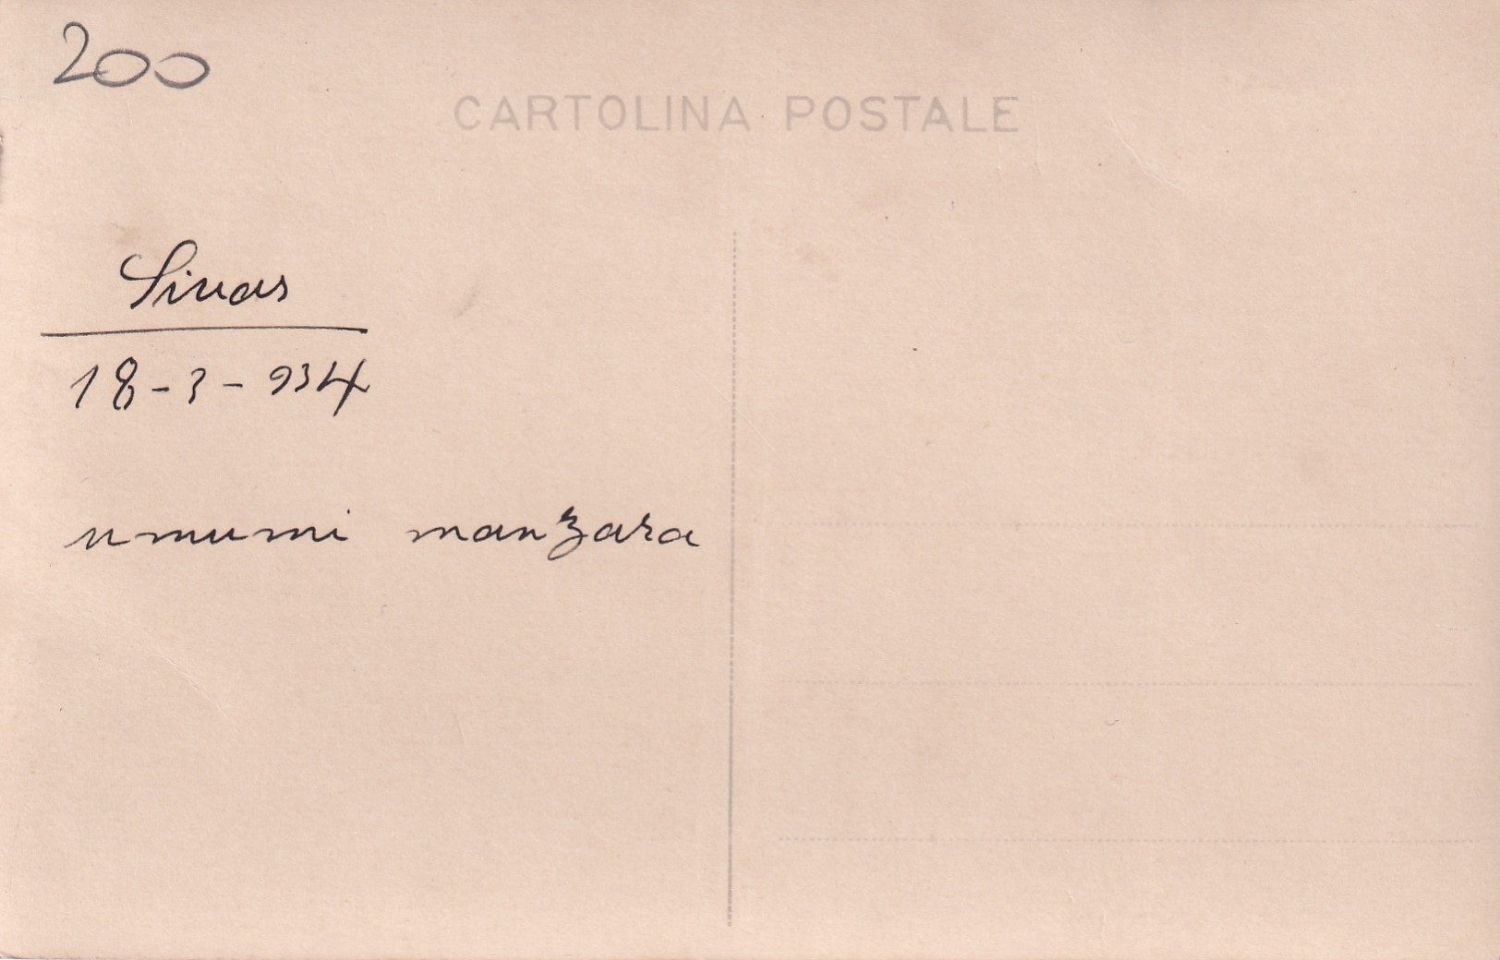 200
CARTOLINA POSTALE
Sivas
18-3-934
umumi manzara